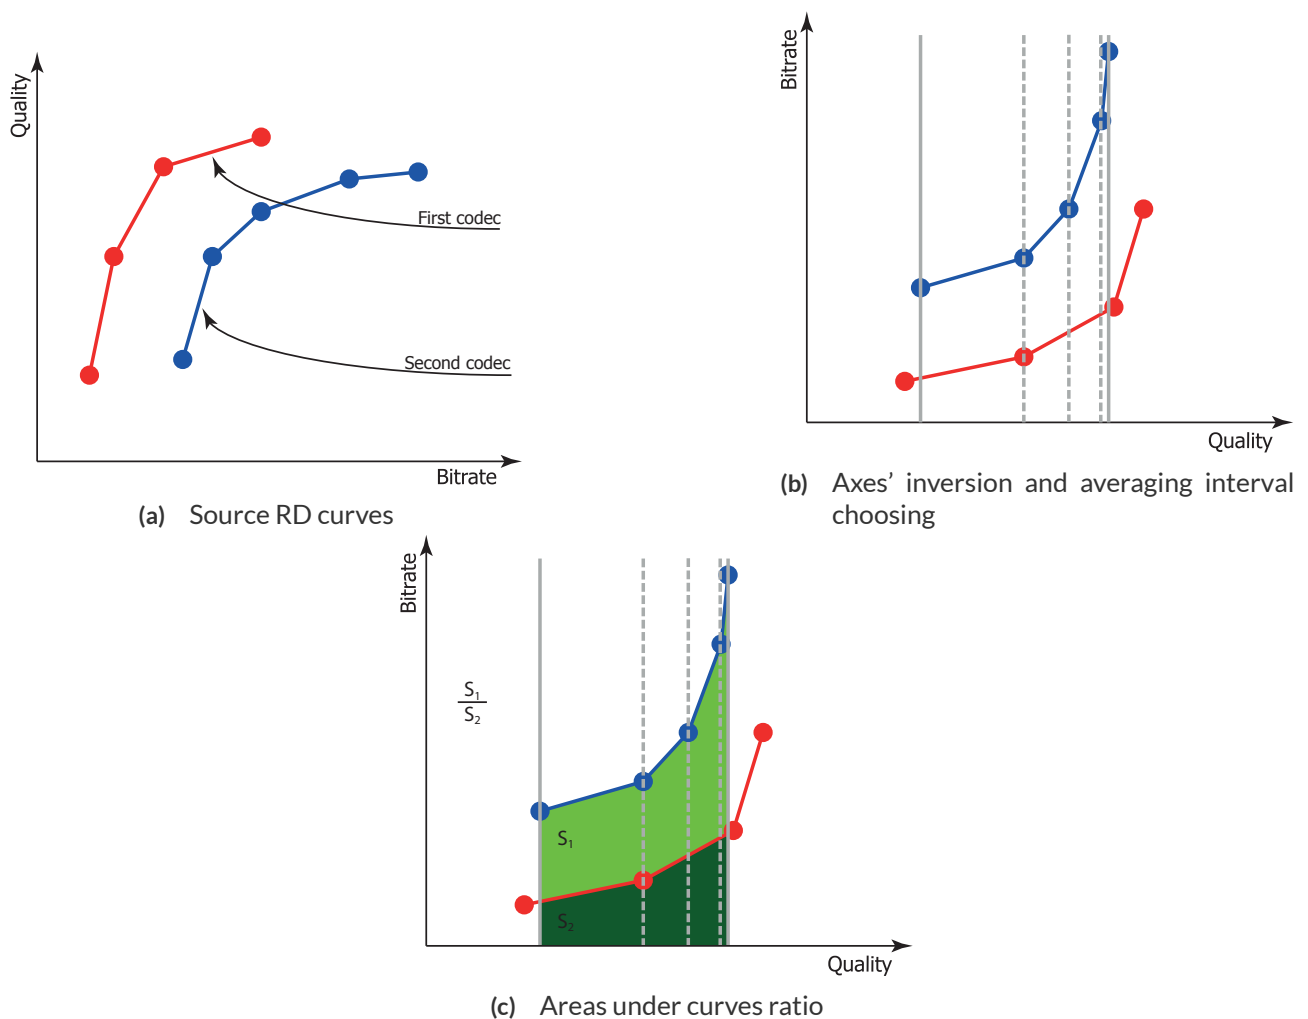 Quality
First codec
Second codec
Bitrate
(a) Source RD curves
Bitrate
Quality
(b) Axes’ inversion and averaging interval
choosing
Bitrate
S₁
S₂
S₁
S₂
Quality
(c) Areas under curves ratio